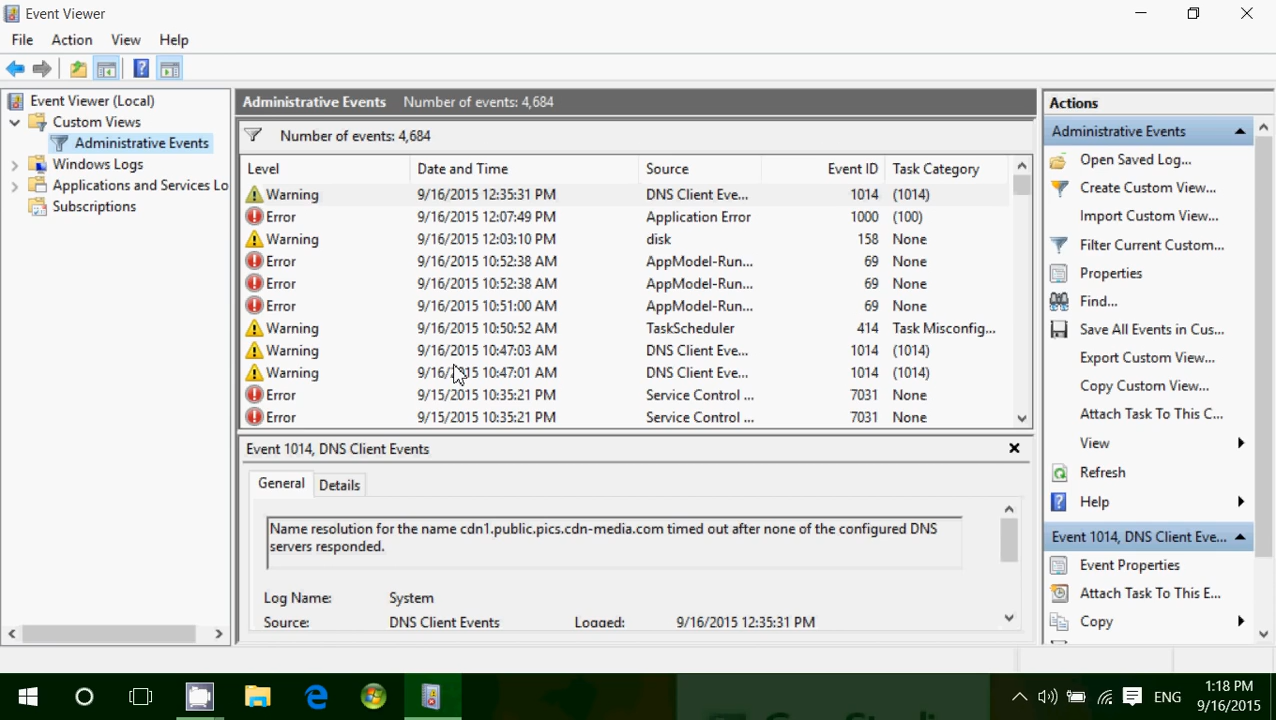 Event Viewer
File Action View Help
Event Viewer (Local)
Custom Views
Administrative Events
Windows Logs
Applications and Services Lo
Subscriptions
Administrative Events Number of events: 4,684
Number of events: 4,684
Level Date and Time Source Event ID Task Category
Warning 9/16/2015 12:35:31 PM DNS Client Eve... 1014 (1014)
Error 9/16/2015 12:07:49 PM Application Error 1000 (100)
Warning 9/16/2015 12:03:10 PM disk 158 None
Error 9/16/2015 10:52:38 AM AppModel-Run... 69 None
Error 9/16/2015 10:52:38 AM AppModel-Run... 69 None
Error 9/16/2015 10:51:00 AM AppModel-Run... 69 None
Warning 9/16/2015 10:50:52 AM TaskScheduler 414 Task Misconfig...
Warning 9/16/2015 10:47:03 AM DNS Client Eve... 1014 (1014)
Warning 9/16/2015 10:47:01 AM DNS Client Eve... 1014 (1014)
Error 9/15/2015 10:35:21 PM Service Control ... 7031 None
Error 9/15/2015 10:35:21 PM Service Control ... 7031 None
Event 1014, DNS Client Events
General Details
Name resolution for the name cdn1.public.pics.cdn-media.com timed out after none of the configured DNS
servers responded.
Log Name: System
Source: DNS Client Events Logged: 9/16/2015 12:35:31 PM
Actions
Administrative Events
Open Saved Log...
Create Custom View...
Import Custom View...
Filter Current Custom...
Properties
Find...
Save All Events in Cus...
Export Custom View...
Copy Custom View...
Attach Task To This C...
View
Refresh
Help
Event 1014, DNS Client Eve...
Event Properties
Attach Task To This E...
Copy
ENG
1:18 PM
9/16/2015